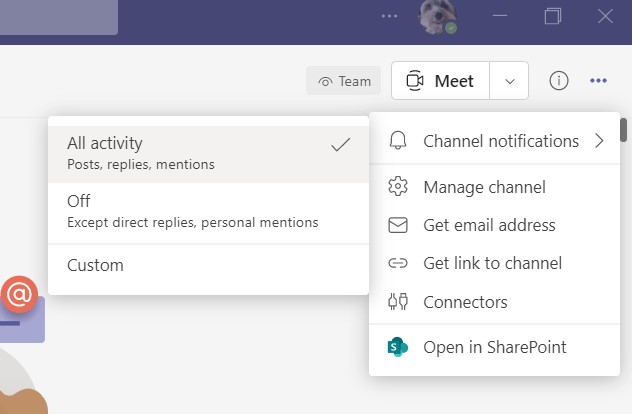 Team
Meet
All activity
Posts, replies, mentions
Off
Except direct replies, personal mentions
Custom
Channel notifications
Manage channel
Get email address
Get link to channel
Connectors
Open in SharePoint